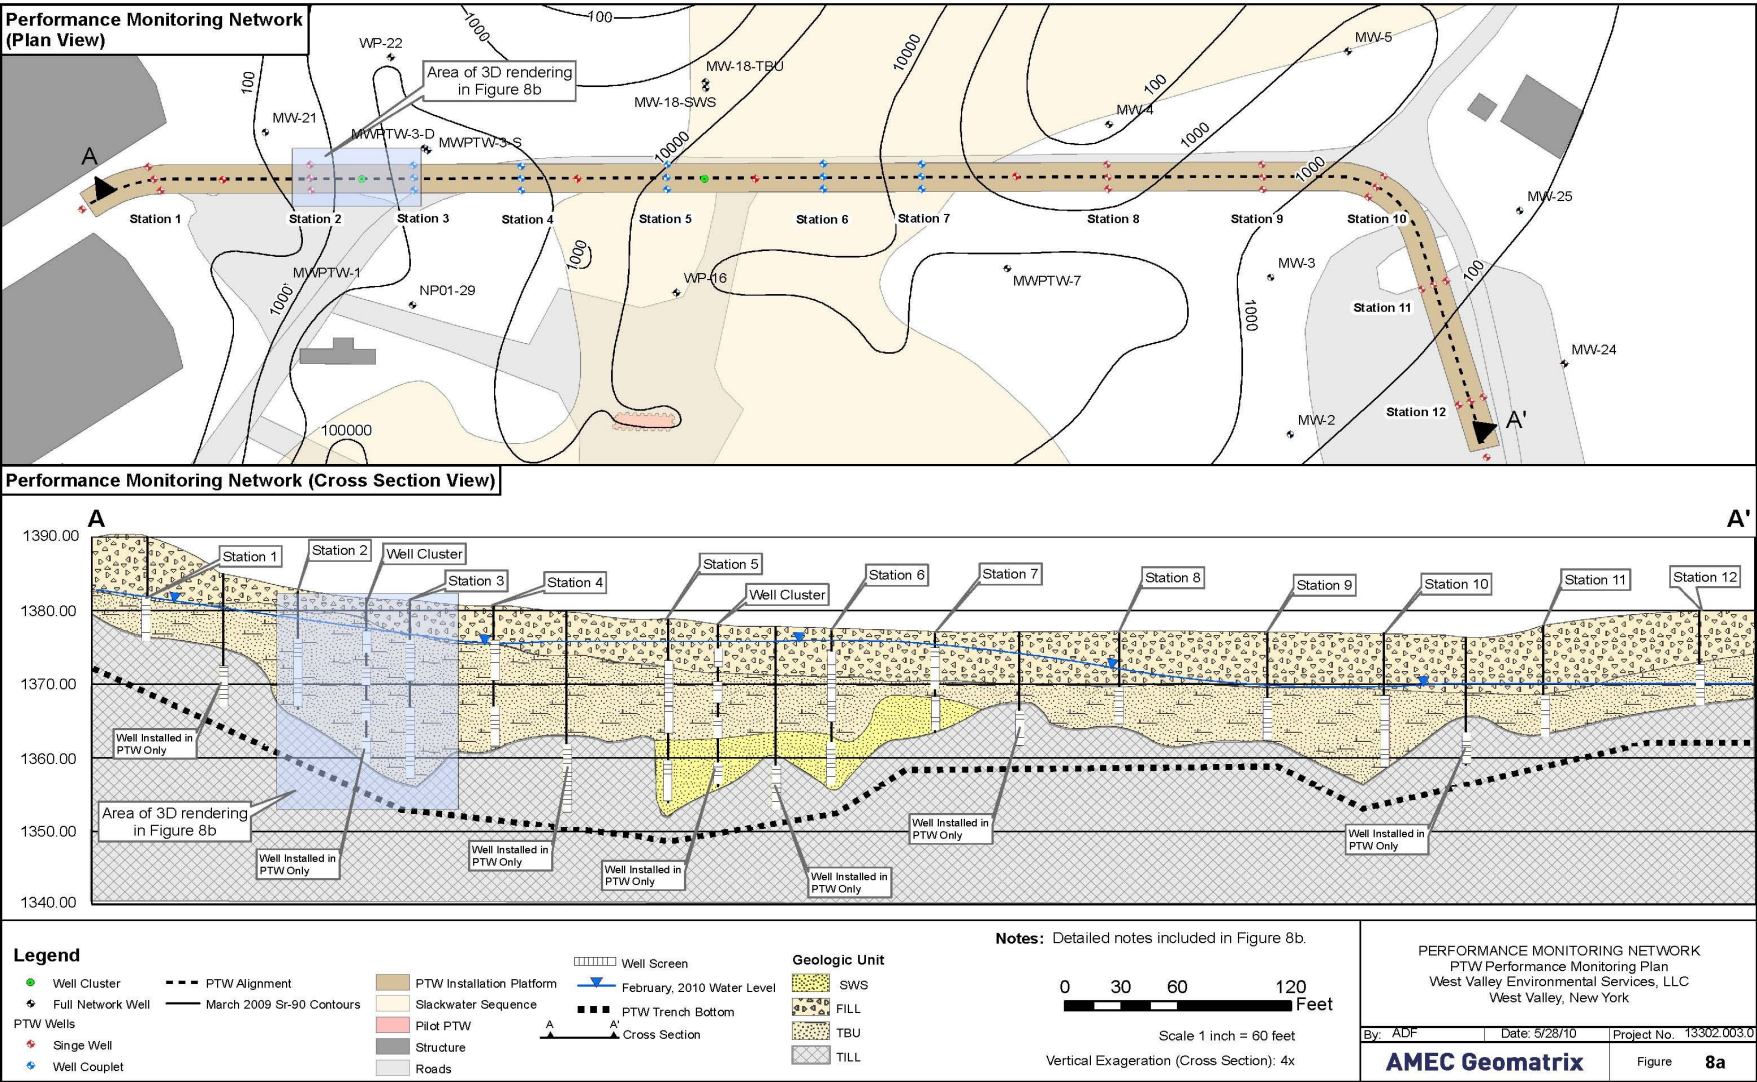 Performance Monitoring Network
(Plan View)
100
1000
WP-22
Area of 3D rendering
in Figure 8b
100
MW-21
MWPTW-3-D
MWPTW-3-S
MW-18-TBU
MW-18-SWS
10000
10000
MW-5
100
MW-4
1000
1000
MW-25
A
Station 1
Station 2
Station 3
Station 4
Station 5
Station 6
Station 7
Station 8
Station 9
Station 10
MWPTW-1
1000
NP01-29
1000
WP-16
MWPTW-7
MW-3
1000
100
Station 11
MW-24
MW-2
Station 12
A'
100000
Performance Monitoring Network (Cross Section View)
A
A'
1390.00
1380.00
1370.00
1360.00
1350.00
1340.00
Station 1
Station 2
Well Cluster
Station 3
Station 4
Station 5
Well Cluster
Station 6
Station 7
Station 8
Station 9
Station 10
Station 11
Station 12
Well Installed in
PTW Only
Area of 3D rendering
in Figure 8b
Well Installed in
PTW Only
Well Installed in
PTW Only
Well Installed in
PTW Only
Well Installed in
PTW Only
Well Installed in
PTW Only
Well Installed in
PTW Only
Legend
Well Cluster
Full Network Well
PTW Wells
Singe Well
Well Couplet
PTW Alignment
March 2009 Sr-90 Contours
PTW Installation Platform
Slackwater Sequence
Pilot PTW
Structure
Roads
Well Screen
February, 2010 Water Level
PTW Trench Bottom
A A' Cross Section
Geologic Unit
SWS
FILL
TBU
TILL
Notes: Detailed notes included in Figure 8b.
0 30 60 120
Feet
Scale 1 inch = 60 feet
Vertical Exageration (Cross Section): 4x
PERFORMANCE MONITORING NETWORK
PTW Performance Monitoring Plan
West Valley Environmental Services, LLC
West Valley, New York
By: ADF Date: 5/28/10 Project No. 13302.003.0
AMEC Geomatrix Figure 8a